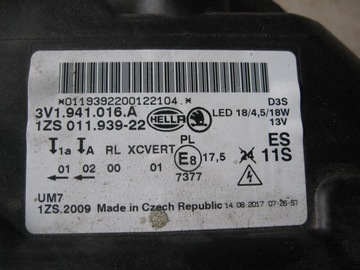 *0119392200122104.*
D3S
3V1.941.016.A HELLA LED 18/4,5/18W
1ZS 011.939-22 13V
1a A RL XCVERT PL E8 17,5 24 ES
11S
01 02 00 01 7377
UM7
1ZS.2009 Made in Czech Republic 14.08.2017 07:26:57